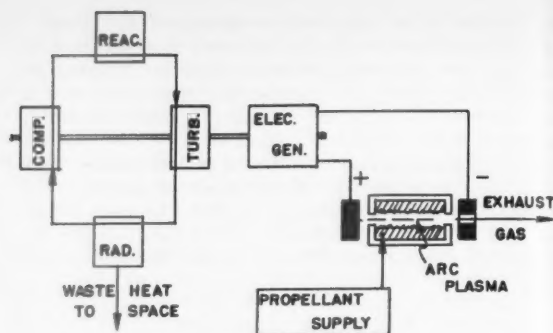 REAC.
COMP.
TURB.
ELEC.
GEN.
+
-
EXHAUST
GAS
ARC
PLASMA
RAD.
WASTE HEAT
TO SPACE
PROPELLANT
SUPPLY